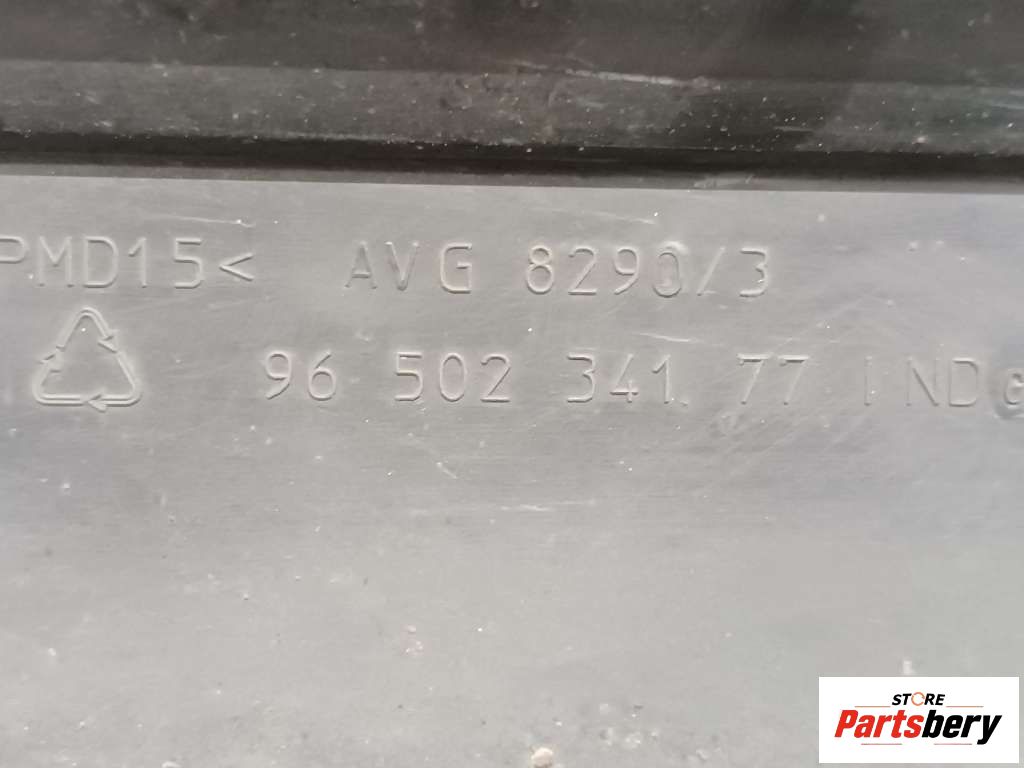 PMD15< AVG 8290/3
96 502 341 77 IND
STORE
Partsbery